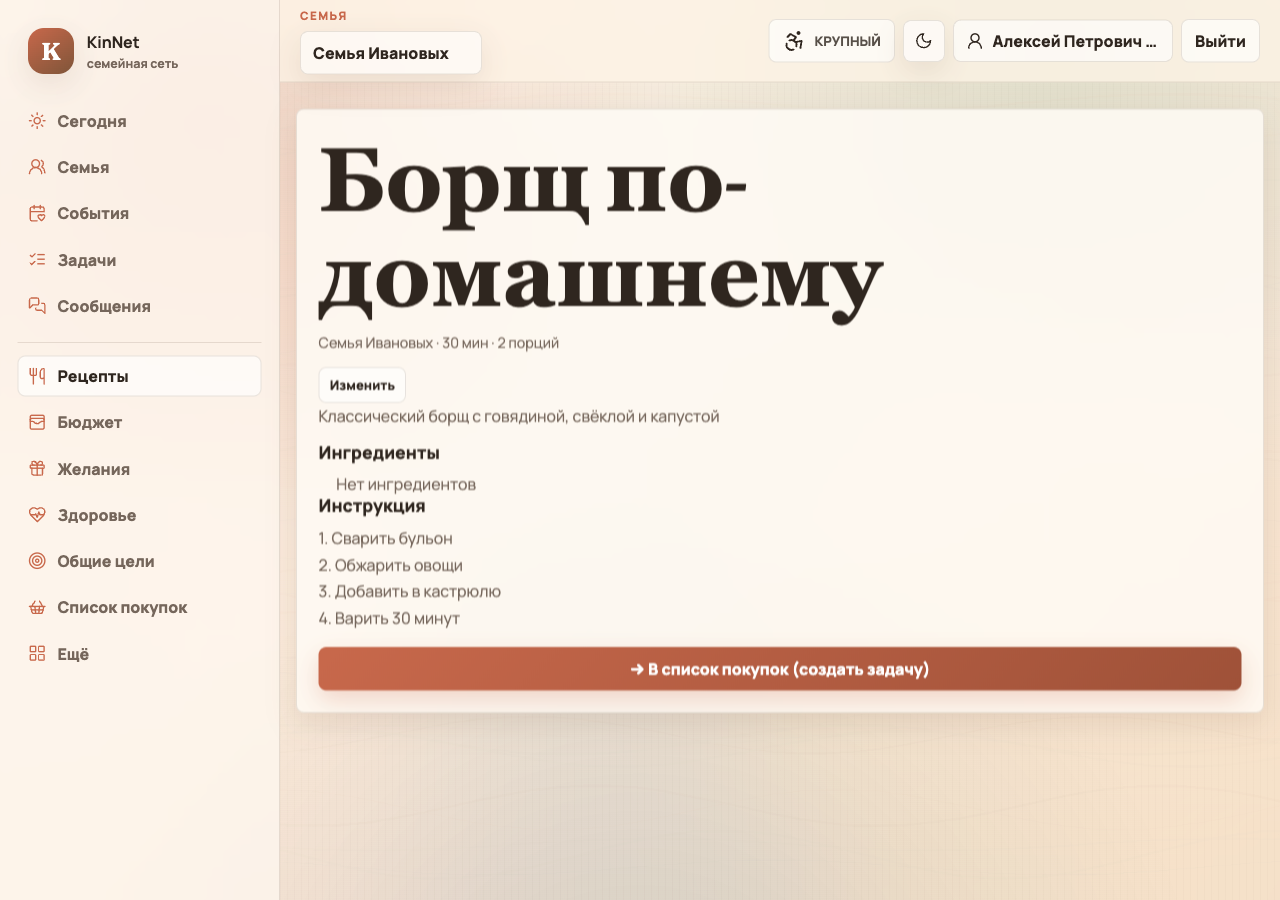 K
KinNet
семейная сеть
Сегодня
Семья
События
Задачи
Сообщения
Рецепты
Бюджет
Желания
Здоровье
Общие цели
Список покупок
Ещё
СЕМЬЯ
Семья Ивановых
КРУПНЫЙ
Алексей Петрович ...
Выйти
Борщ по-
домашнему
Семья Ивановых · 30 мин · 2 порций
Изменить
Классический борщ с говядиной, свёклой и капустой
Ингредиенты
Нет ингредиентов
Инструкция
1. Сварить бульон
2. Обжарить овощи
3. Добавить в кастрюлю
4. Варить 30 минут
→ В список покупок (создать задачу)